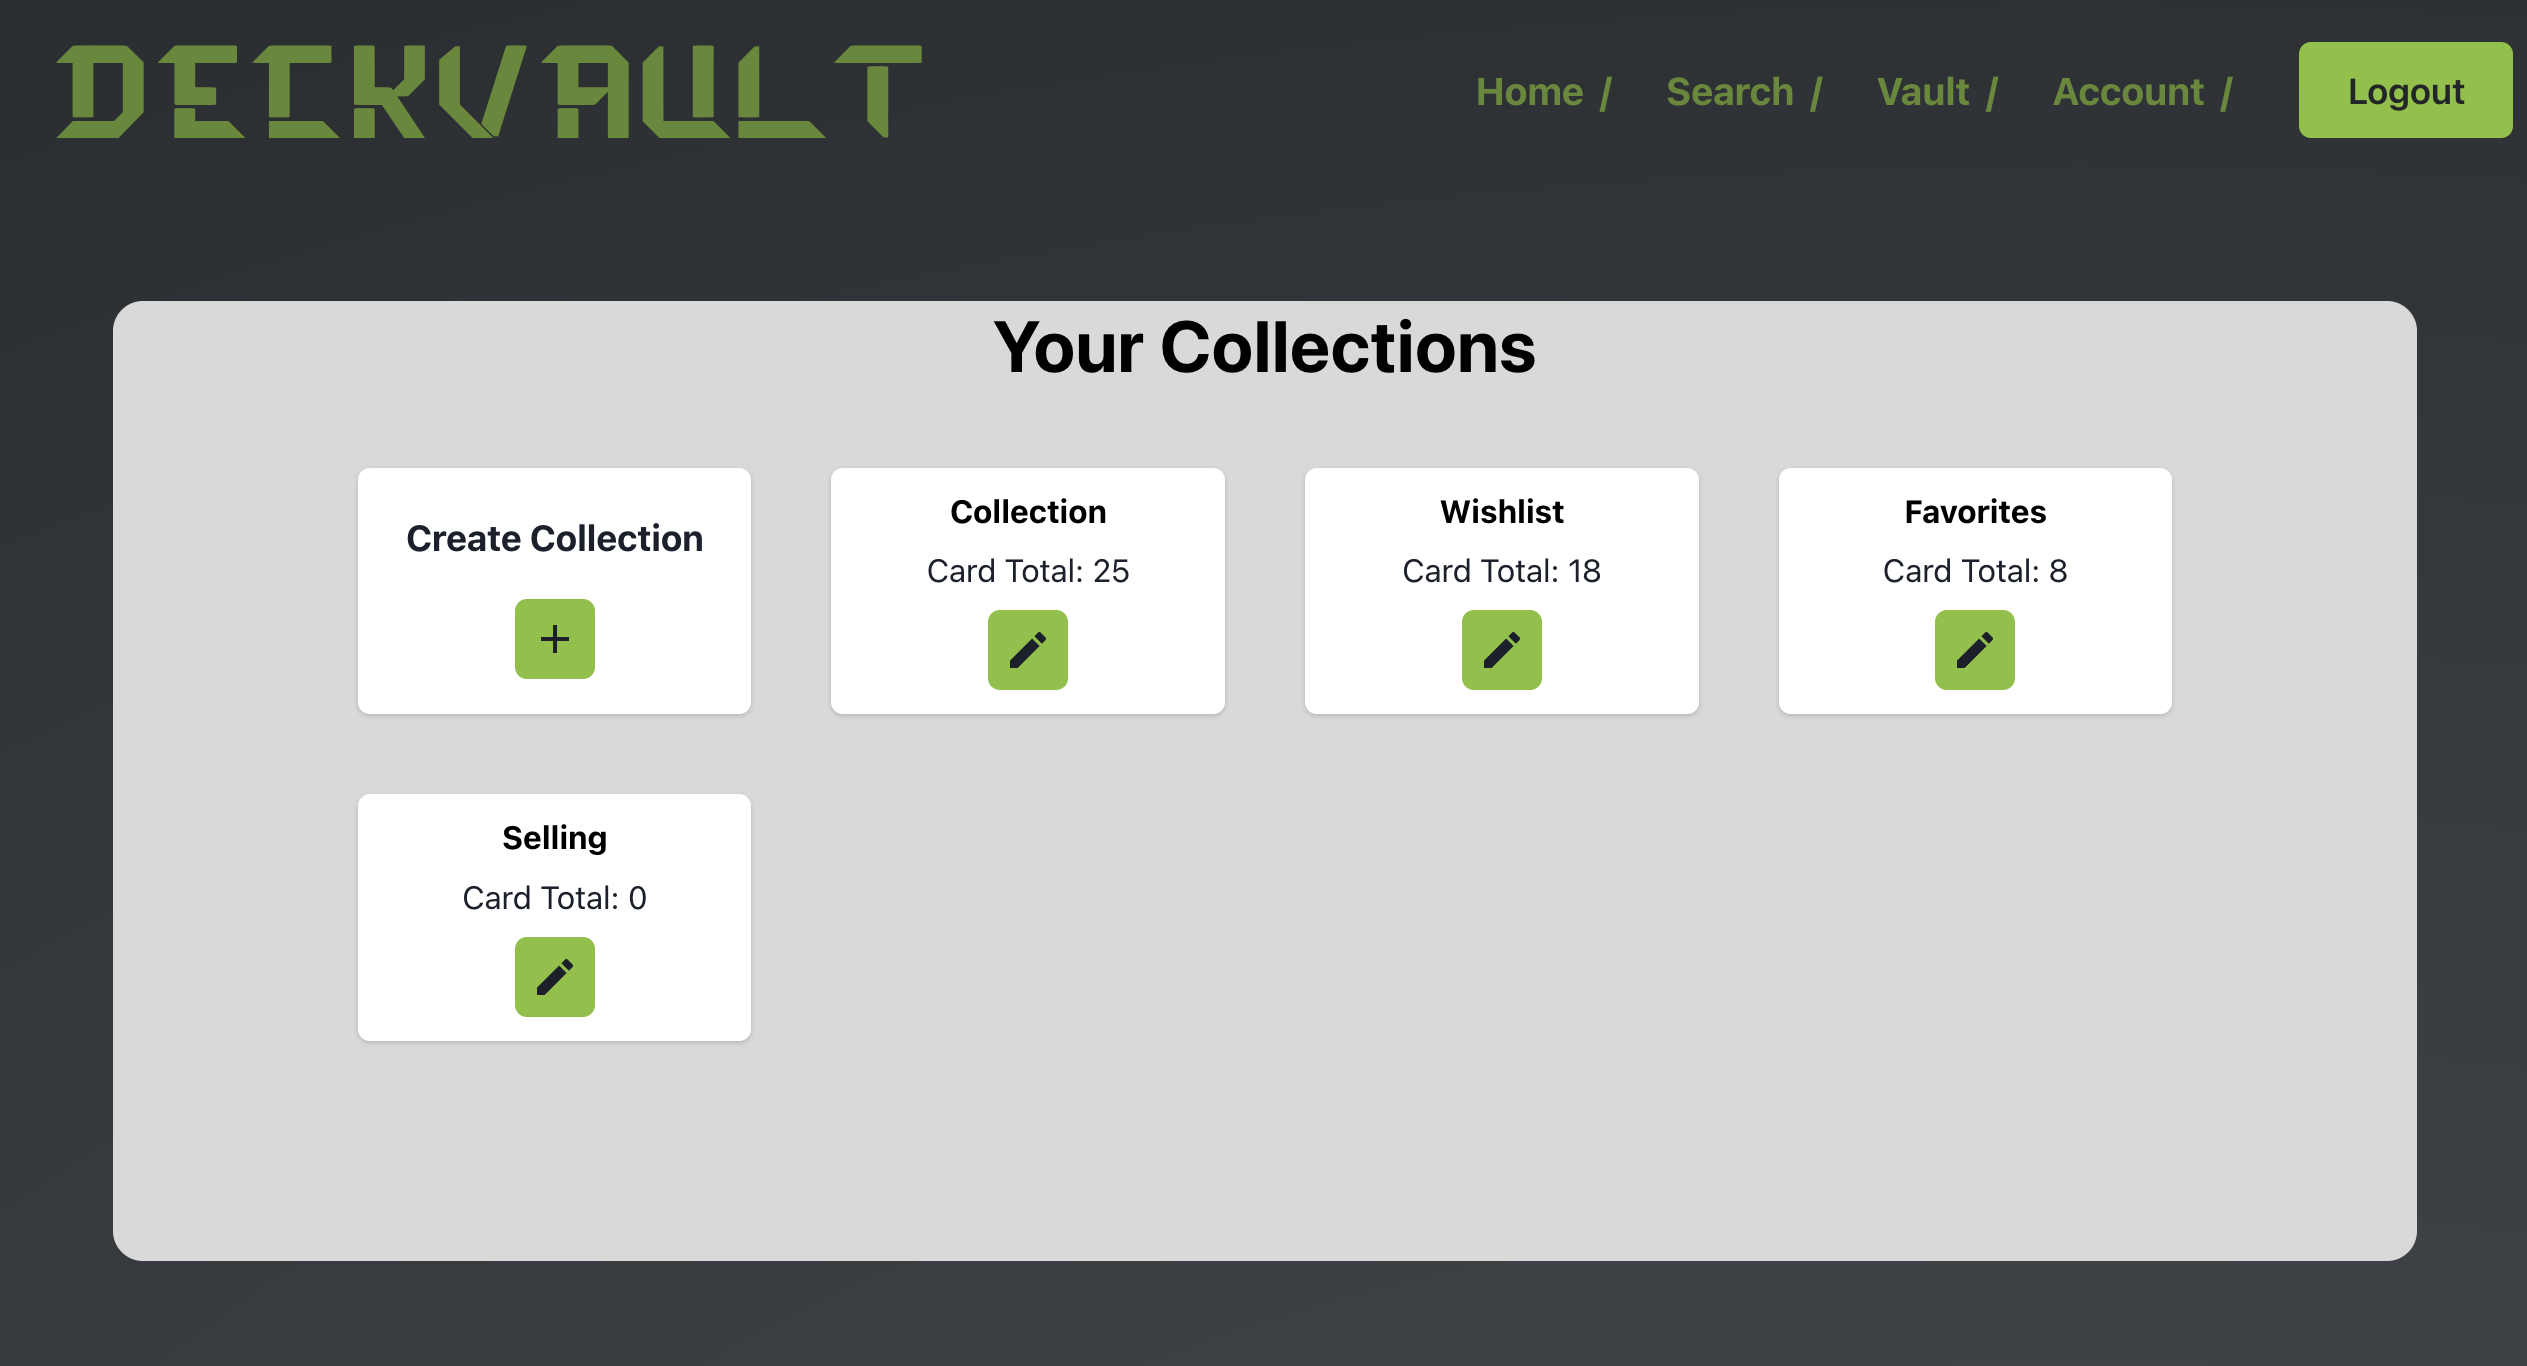 DECKVAULT
Home / Search / Vault / Account / Logout
Your Collections
Create Collection
+
Collection
Card Total: 25
Wishlist
Card Total: 18
Favorites
Card Total: 8
Selling
Card Total: 0